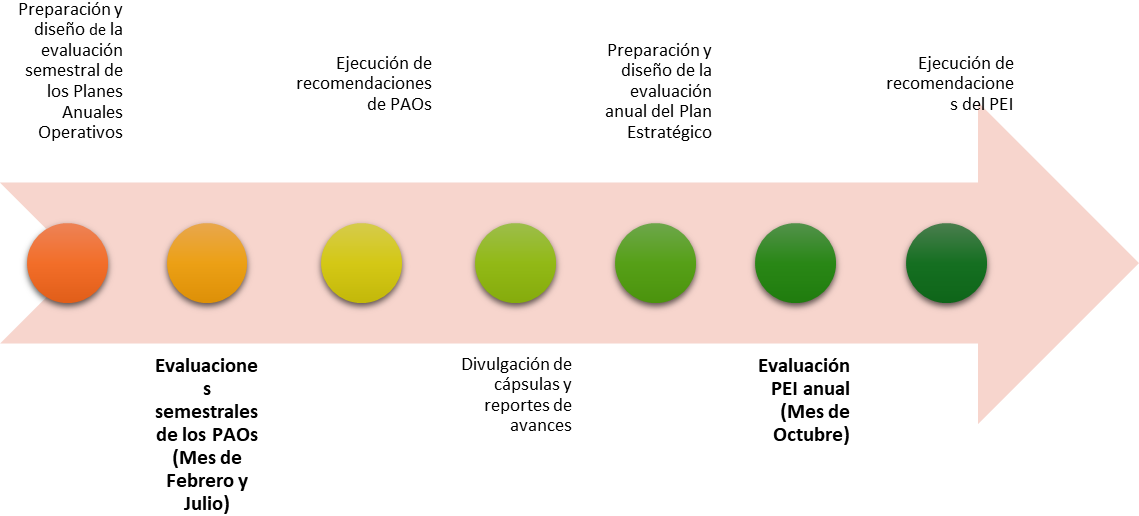 Preparación y
diseño de la
evaluación
semestral de
los Planes
Anuales
Operativos
Evaluacione
s
semestrales
de los PAOs
(Mes de
Febrero y
Julio)
Ejecución de
recomendaciones
de PAOs
Divulgación de
cápsulas y
reportes de
avances
Preparación y
diseño de la
evaluación
anual del Plan
Estratégico
Evaluación
PEI anual
(Mes de
Octubre)
Ejecución de
recomendacione
s del PEI